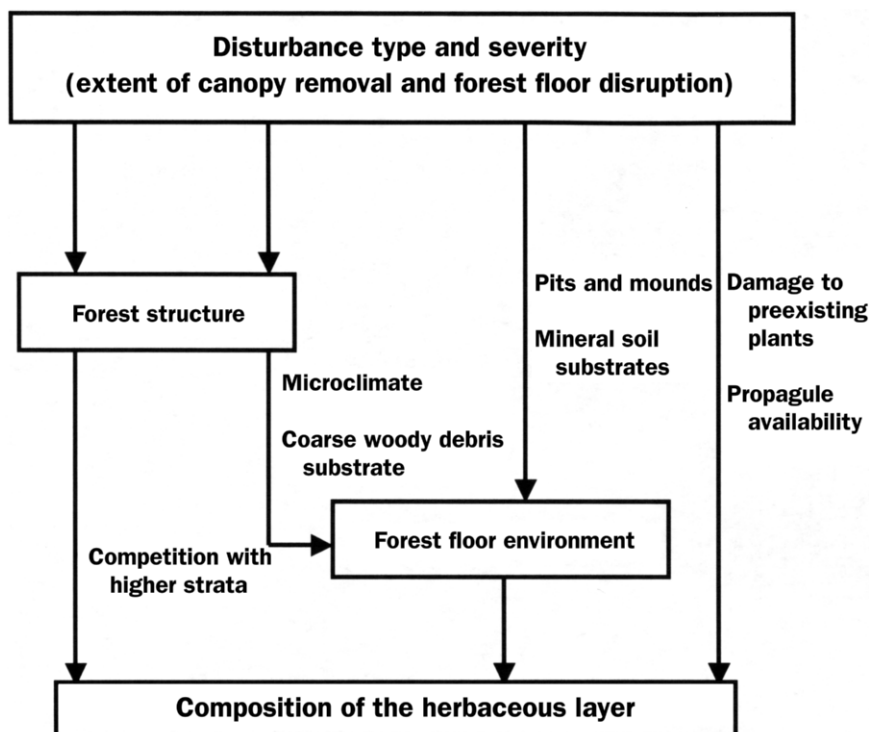 Disturbance type and severity
(extent of canopy removal and forest floor disruption)
Forest structure
Pits and mounds
Mineral soil
substrates
Damage to
preexisting
plants
Propagule
availability
Microclimate
Coarse woody debris
substrate
Competition with
higher strata
Forest floor environment
Composition of the herbaceous layer